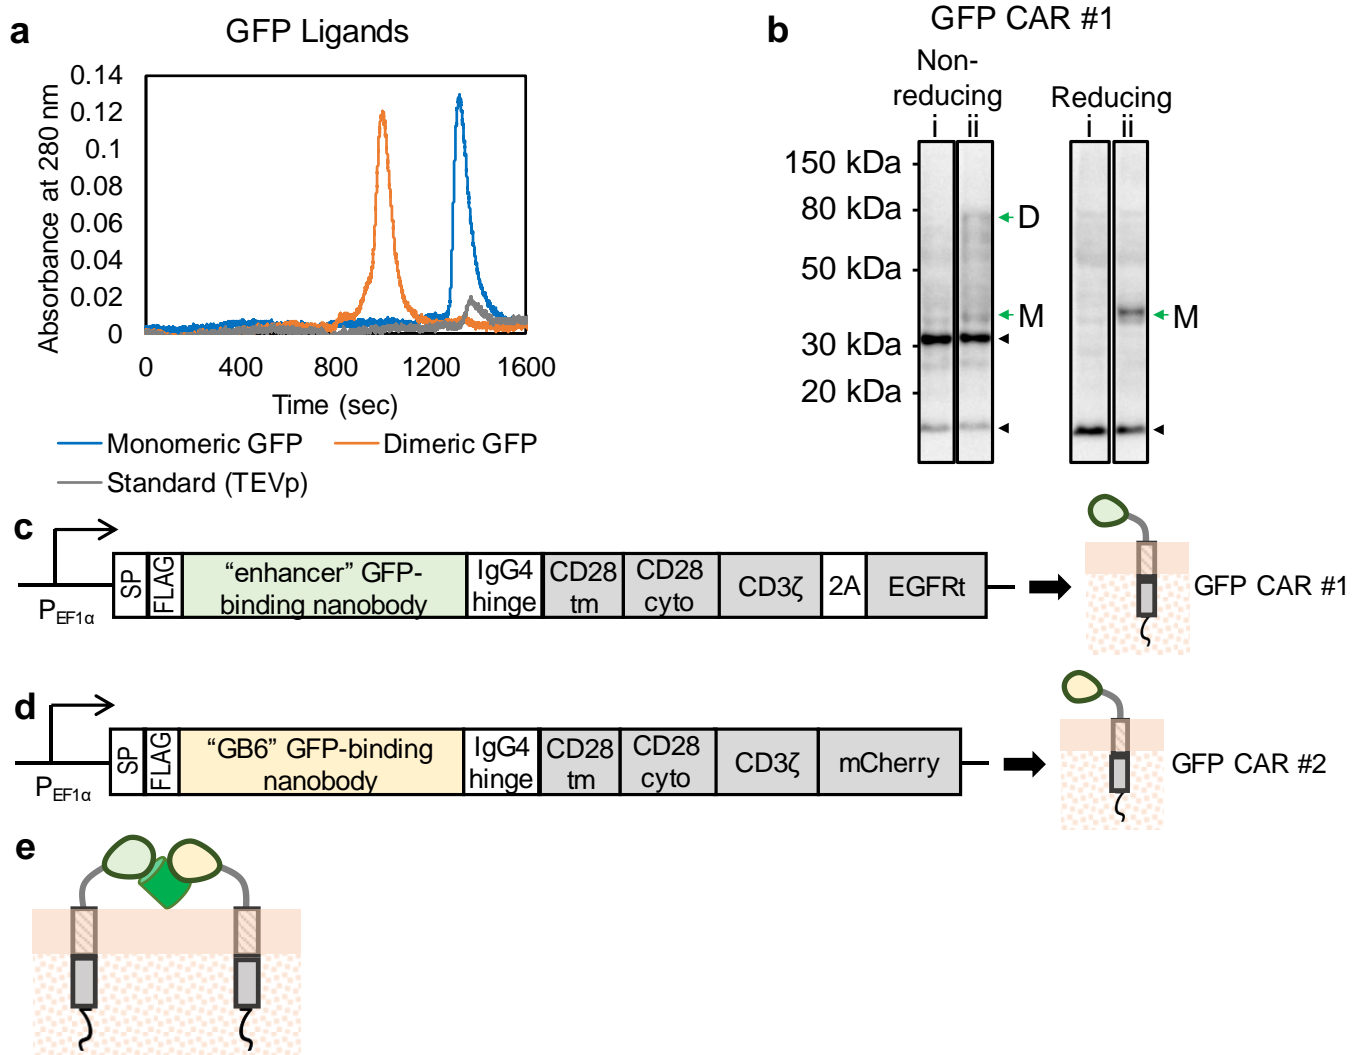 a
GFP Ligands
Absorbance at 280 nm
0.14
0.12
0.1
0.08
0.06
0.04
0.02
0
0 400 800 1200 1600
Time (sec)
Monomeric GFP Dimeric GFP
Standard (TEVp)
b
GFP CAR #1
Non-
reducing Reducing
i ii i ii
150 kDa
80 kDa
D
50 kDa
M M
30 kDa
20 kDa
c
PEF1α
SP
FLAG
“enhancer” GFP-
binding nanobody
IgG4
hinge
CD28
tm
CD28
cyto
CD3ζ
2A
EGFRt
GFP CAR #1
d
PEF1α
SP
FLAG
“GB6” GFP-binding
nanobody
IgG4
hinge
CD28
tm
CD28
cyto
CD3ζ
mCherry
GFP CAR #2
e